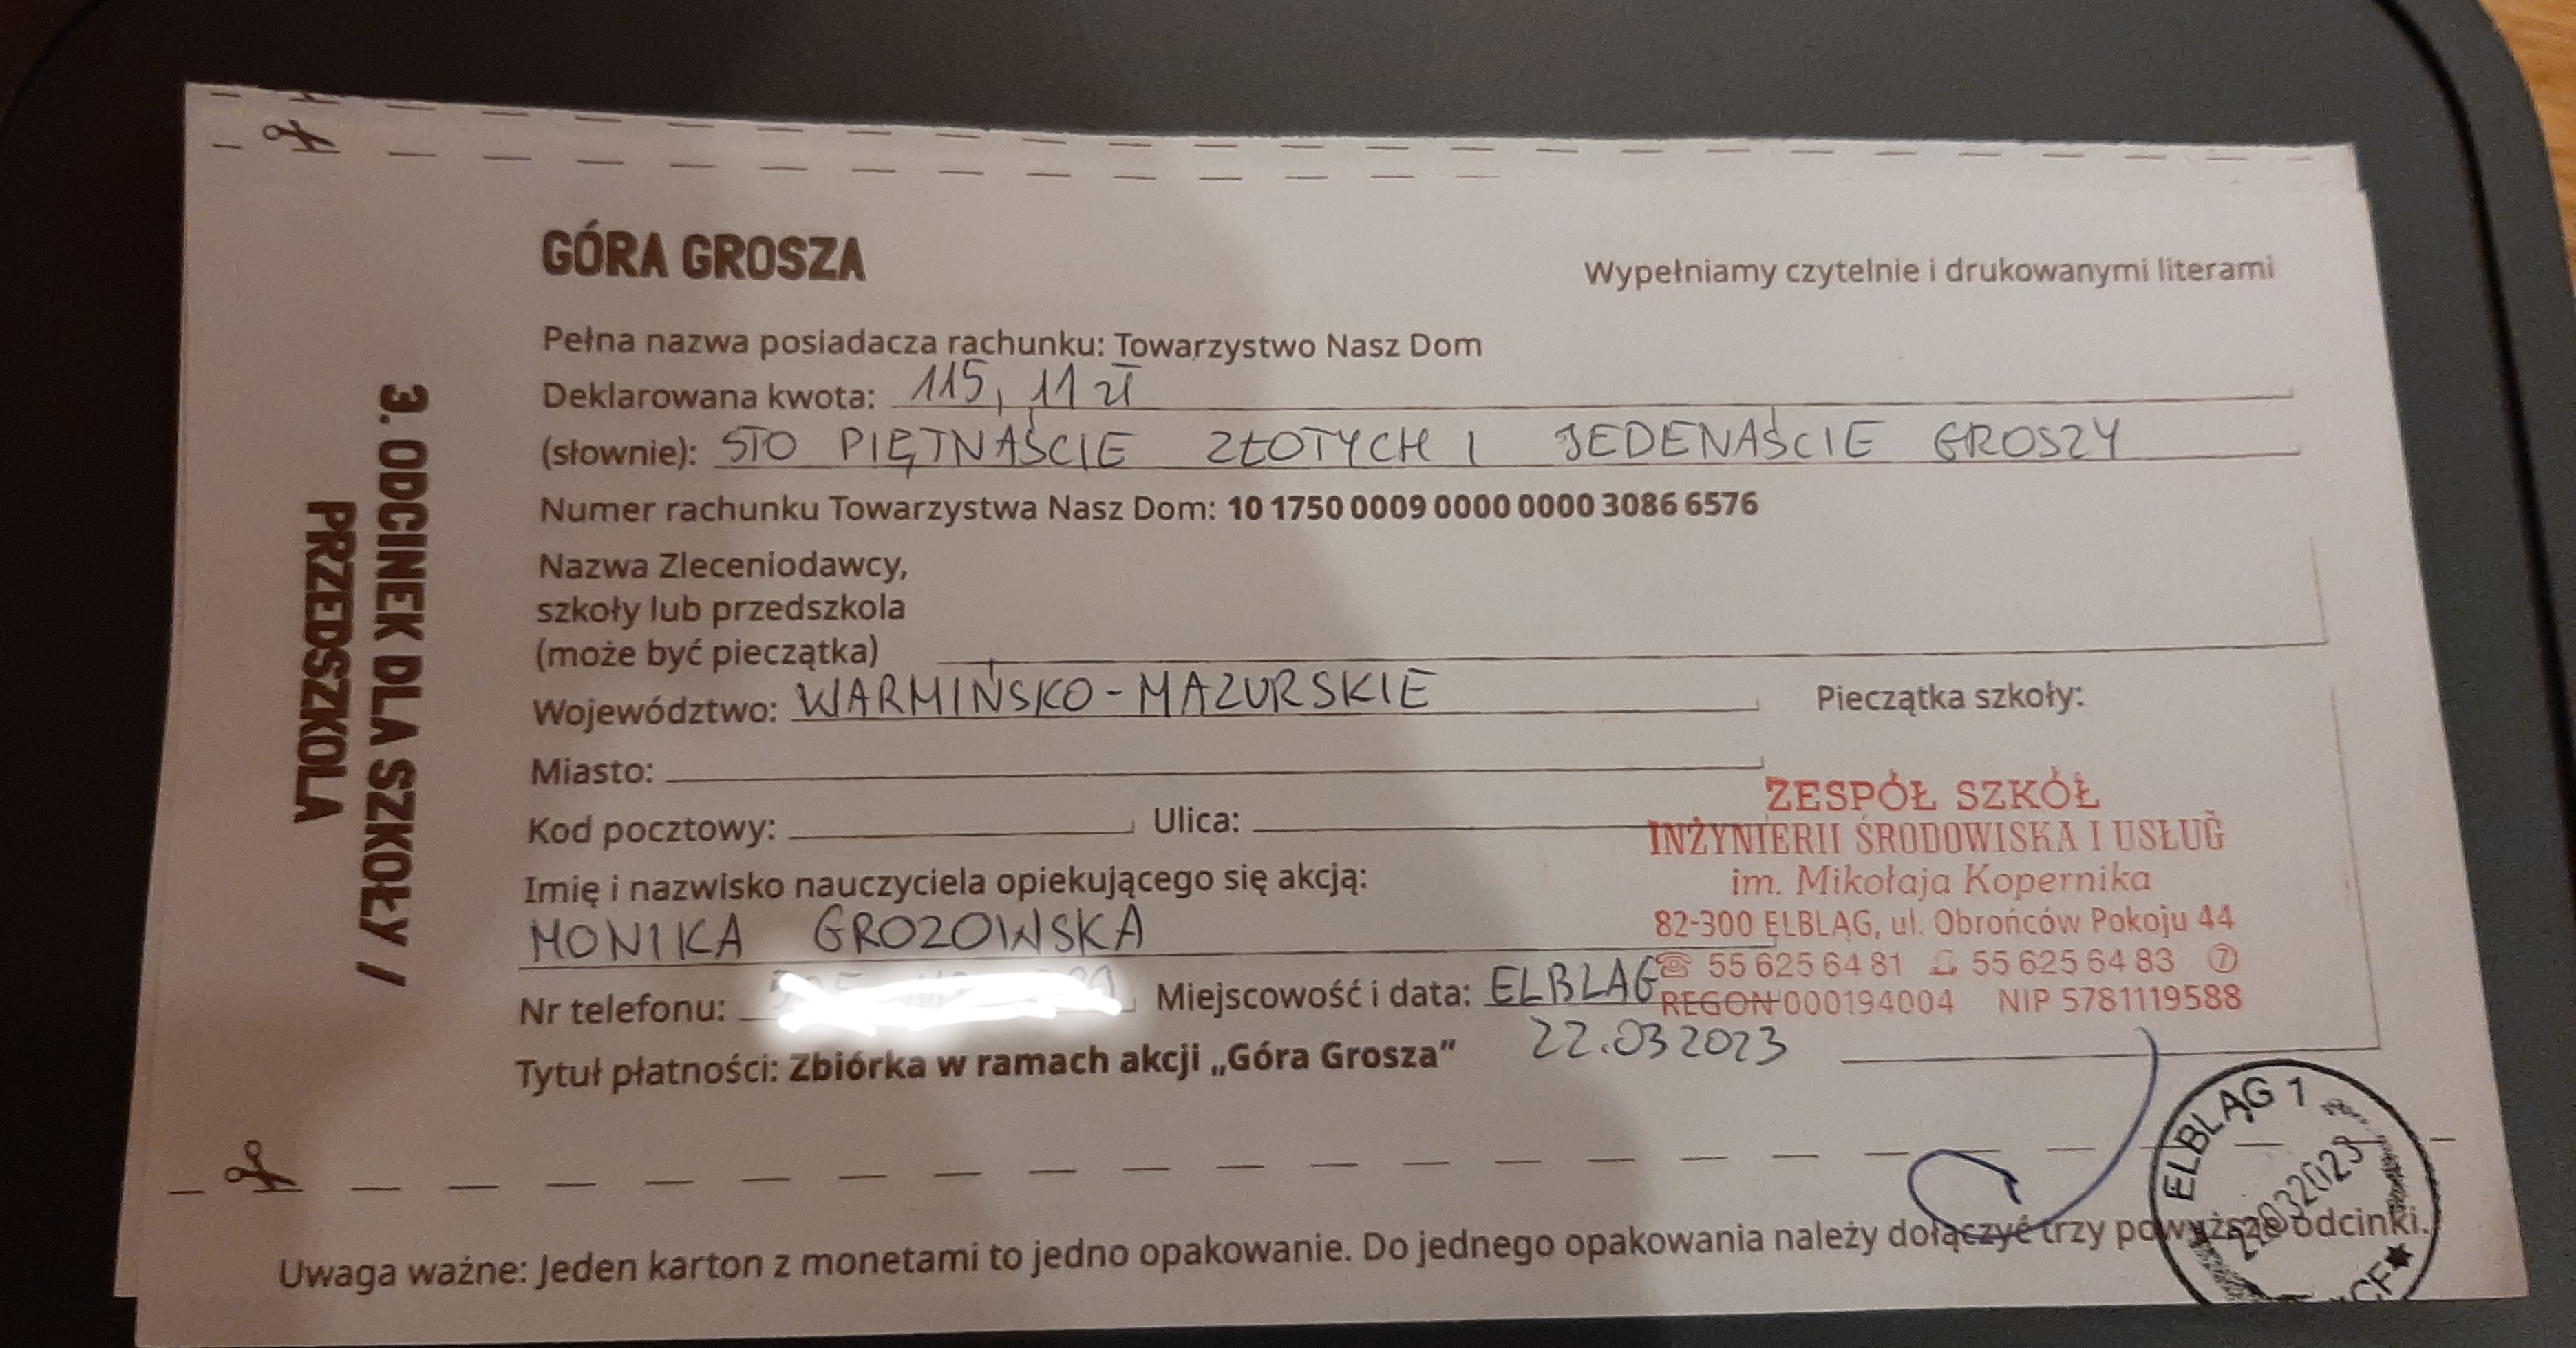 GÓRA GROSZA
Wypełniamy czytelnie i drukowanymi literami
3. ODCINEK DLA SZKOŁY /
PRZEDSZKOLA
Pełna nazwa posiadacza rachunku: Towarzystwo Nasz Dom
Deklarowana kwota: 115,11 zł
(słownie): STO PIĘTNAŚCIE ZŁOTYCH I JEDENAŚCIE GROSZY
Numer rachunku Towarzystwa Nasz Dom: 10 1750 0009 0000 0000 3086 6576
Nazwa Zleceniodawcy,
szkoły lub przedszkola
(może być pieczątka)
Województwo: WARMIŃSKO-MAZURSKIE
Pieczątka szkoły:
Miasto:
Kod pocztowy: Ulica:
ZESPÓŁ SZKÓŁ
INŻYNIERII ŚRODOWISKA I USŁUG
im. Mikołaja Kopernika
82-300 ELBLĄG, ul. Obrońców Pokoju 44
55 625 64 81 55 625 64 83 7
REGON 000194004 NIP 5781119588
Imię i nazwisko nauczyciela opiekującego się akcją:
MONIKA GROZOWSKA
Nr telefonu: Miejscowość i data: ELBLĄG
22.03 2023
Tytuł płatności: Zbiórka w ramach akcji „Góra Grosza”
ELBLĄG 1
22032023
Uwaga ważne: Jeden karton z monetami to jedno opakowanie. Do jednego opakowania należy dołączyć trzy powyższe odcinki.